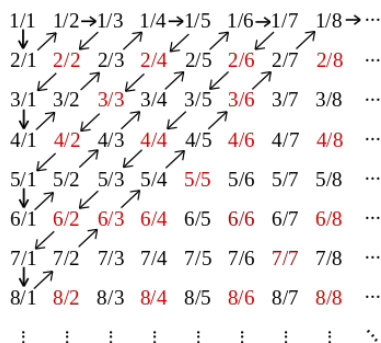 1/1 1/2 1/3 1/4 1/5 1/6 1/7 1/8 ...
2/1 2/2 2/3 2/4 2/5 2/6 2/7 2/8 ...
3/1 3/2 3/3 3/4 3/5 3/6 3/7 3/8 ...
4/1 4/2 4/3 4/4 4/5 4/6 4/7 4/8 ...
5/1 5/2 5/3 5/4 5/5 5/6 5/7 5/8 ...
6/1 6/2 6/3 6/4 6/5 6/6 6/7 6/8 ...
7/1 7/2 7/3 7/4 7/5 7/6 7/7 7/8 ...
8/1 8/2 8/3 8/4 8/5 8/6 8/7 8/8 ...
⋮ ⋮ ⋮ ⋮ ⋮ ⋮ ⋮ ⋮ ⋱